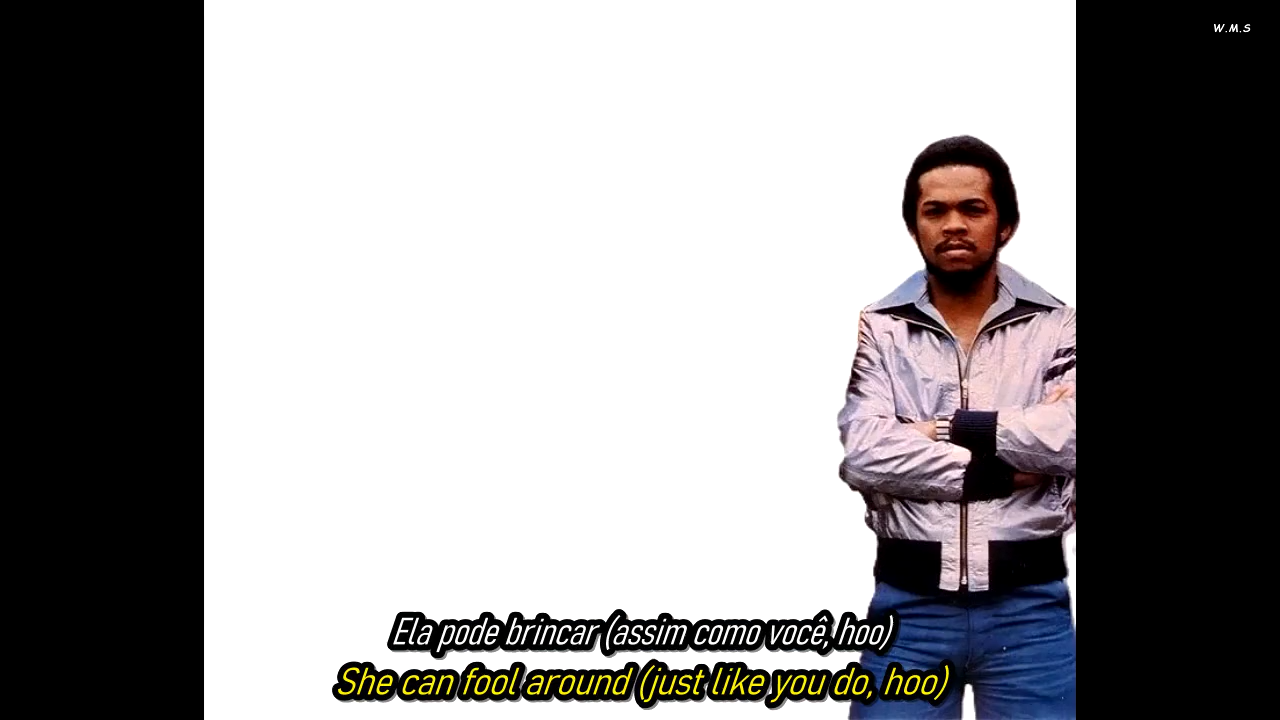 W.M.S
Ela pode brincar (assim como você, hoo)
She can fool around (just like you do, hoo)